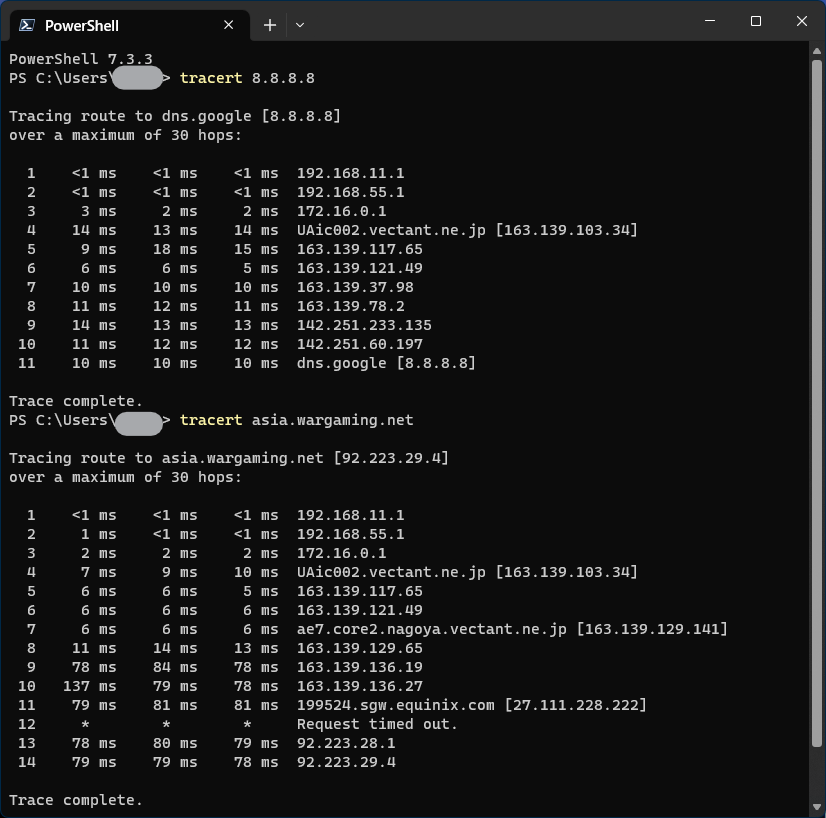 PowerShell
PowerShell 7.3.3
PS C:\Users\> tracert 8.8.8.8
Tracing route to dns.google [8.8.8.8]
over a maximum of 30 hops:
1 <1 ms <1 ms <1 ms 192.168.11.1
2 <1 ms <1 ms <1 ms 192.168.55.1
3 3 ms 2 ms 2 ms 172.16.0.1
4 14 ms 13 ms 14 ms UAic002.vectant.ne.jp [163.139.103.34]
5 9 ms 18 ms 15 ms 163.139.117.65
6 6 ms 6 ms 5 ms 163.139.121.49
7 10 ms 10 ms 10 ms 163.139.37.98
8 11 ms 12 ms 11 ms 163.139.78.2
9 14 ms 13 ms 13 ms 142.251.233.135
10 11 ms 12 ms 12 ms 142.251.60.197
11 10 ms 10 ms 10 ms dns.google [8.8.8.8]
Trace complete.
PS C:\Users\> tracert asia.wargaming.net
Tracing route to asia.wargaming.net [92.223.29.4]
over a maximum of 30 hops:
1 <1 ms <1 ms <1 ms 192.168.11.1
2 1 ms <1 ms <1 ms 192.168.55.1
3 2 ms 2 ms 2 ms 172.16.0.1
4 7 ms 9 ms 10 ms UAic002.vectant.ne.jp [163.139.103.34]
5 6 ms 6 ms 5 ms 163.139.117.65
6 6 ms 6 ms 6 ms 163.139.121.49
7 6 ms 6 ms 6 ms ae7.core2.nagoya.vectant.ne.jp [163.139.129.141]
8 11 ms 14 ms 13 ms 163.139.129.65
9 78 ms 84 ms 78 ms 163.139.136.19
10 137 ms 79 ms 78 ms 163.139.136.27
11 79 ms 81 ms 81 ms 199524.sgw.equinix.com [27.111.228.222]
12 * * * Request timed out.
13 78 ms 80 ms 79 ms 92.223.28.1
14 79 ms 79 ms 78 ms 92.223.29.4
Trace complete.